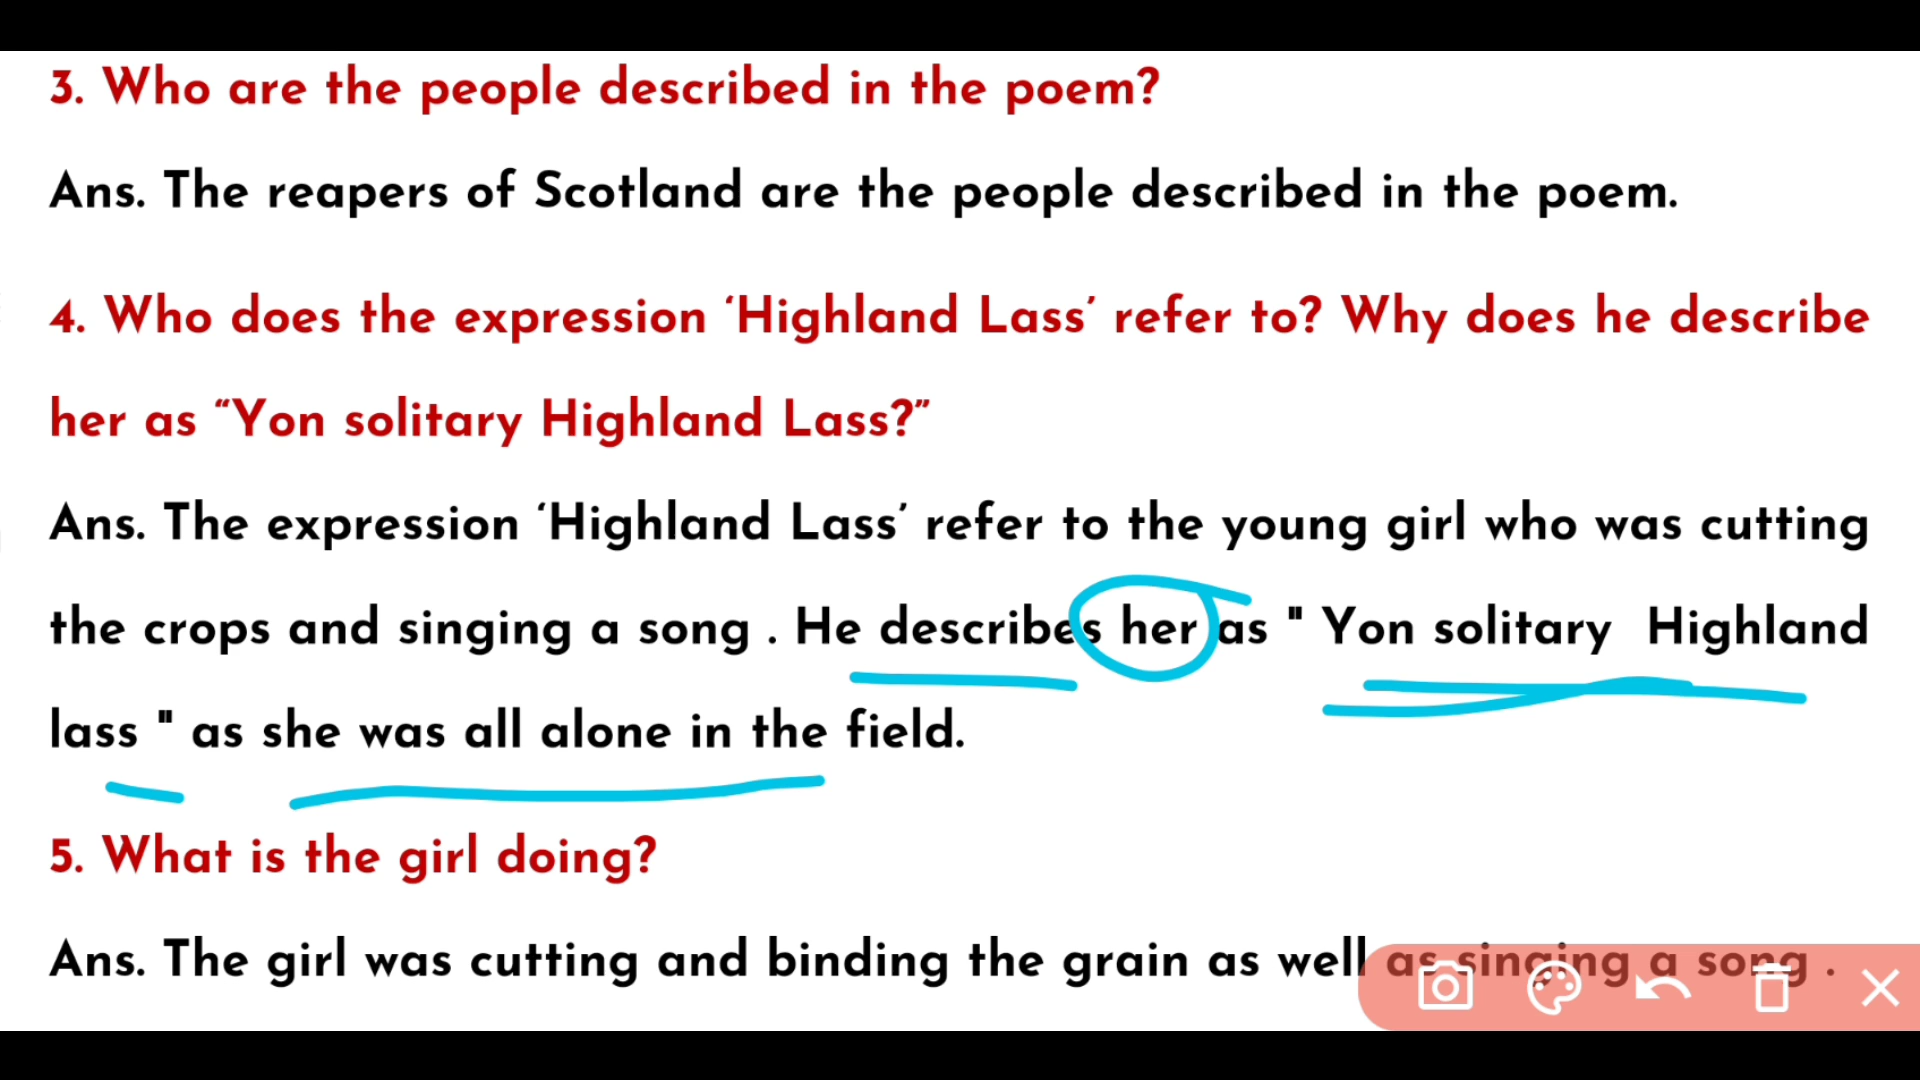 3. Who are the people described in the poem?
Ans. The reapers of Scotland are the people described in the poem.
4. Who does the expression ‘Highland Lass’ refer to? Why does he describe
her as “Yon solitary Highland Lass?”
Ans. The expression ‘Highland Lass’ refer to the young girl who was cutting
the crops and singing a song . He describes her as " Yon solitary Highland
lass " as she was all alone in the field.
5. What is the girl doing?
Ans. The girl was cutting and binding the grain as well as singing a song .